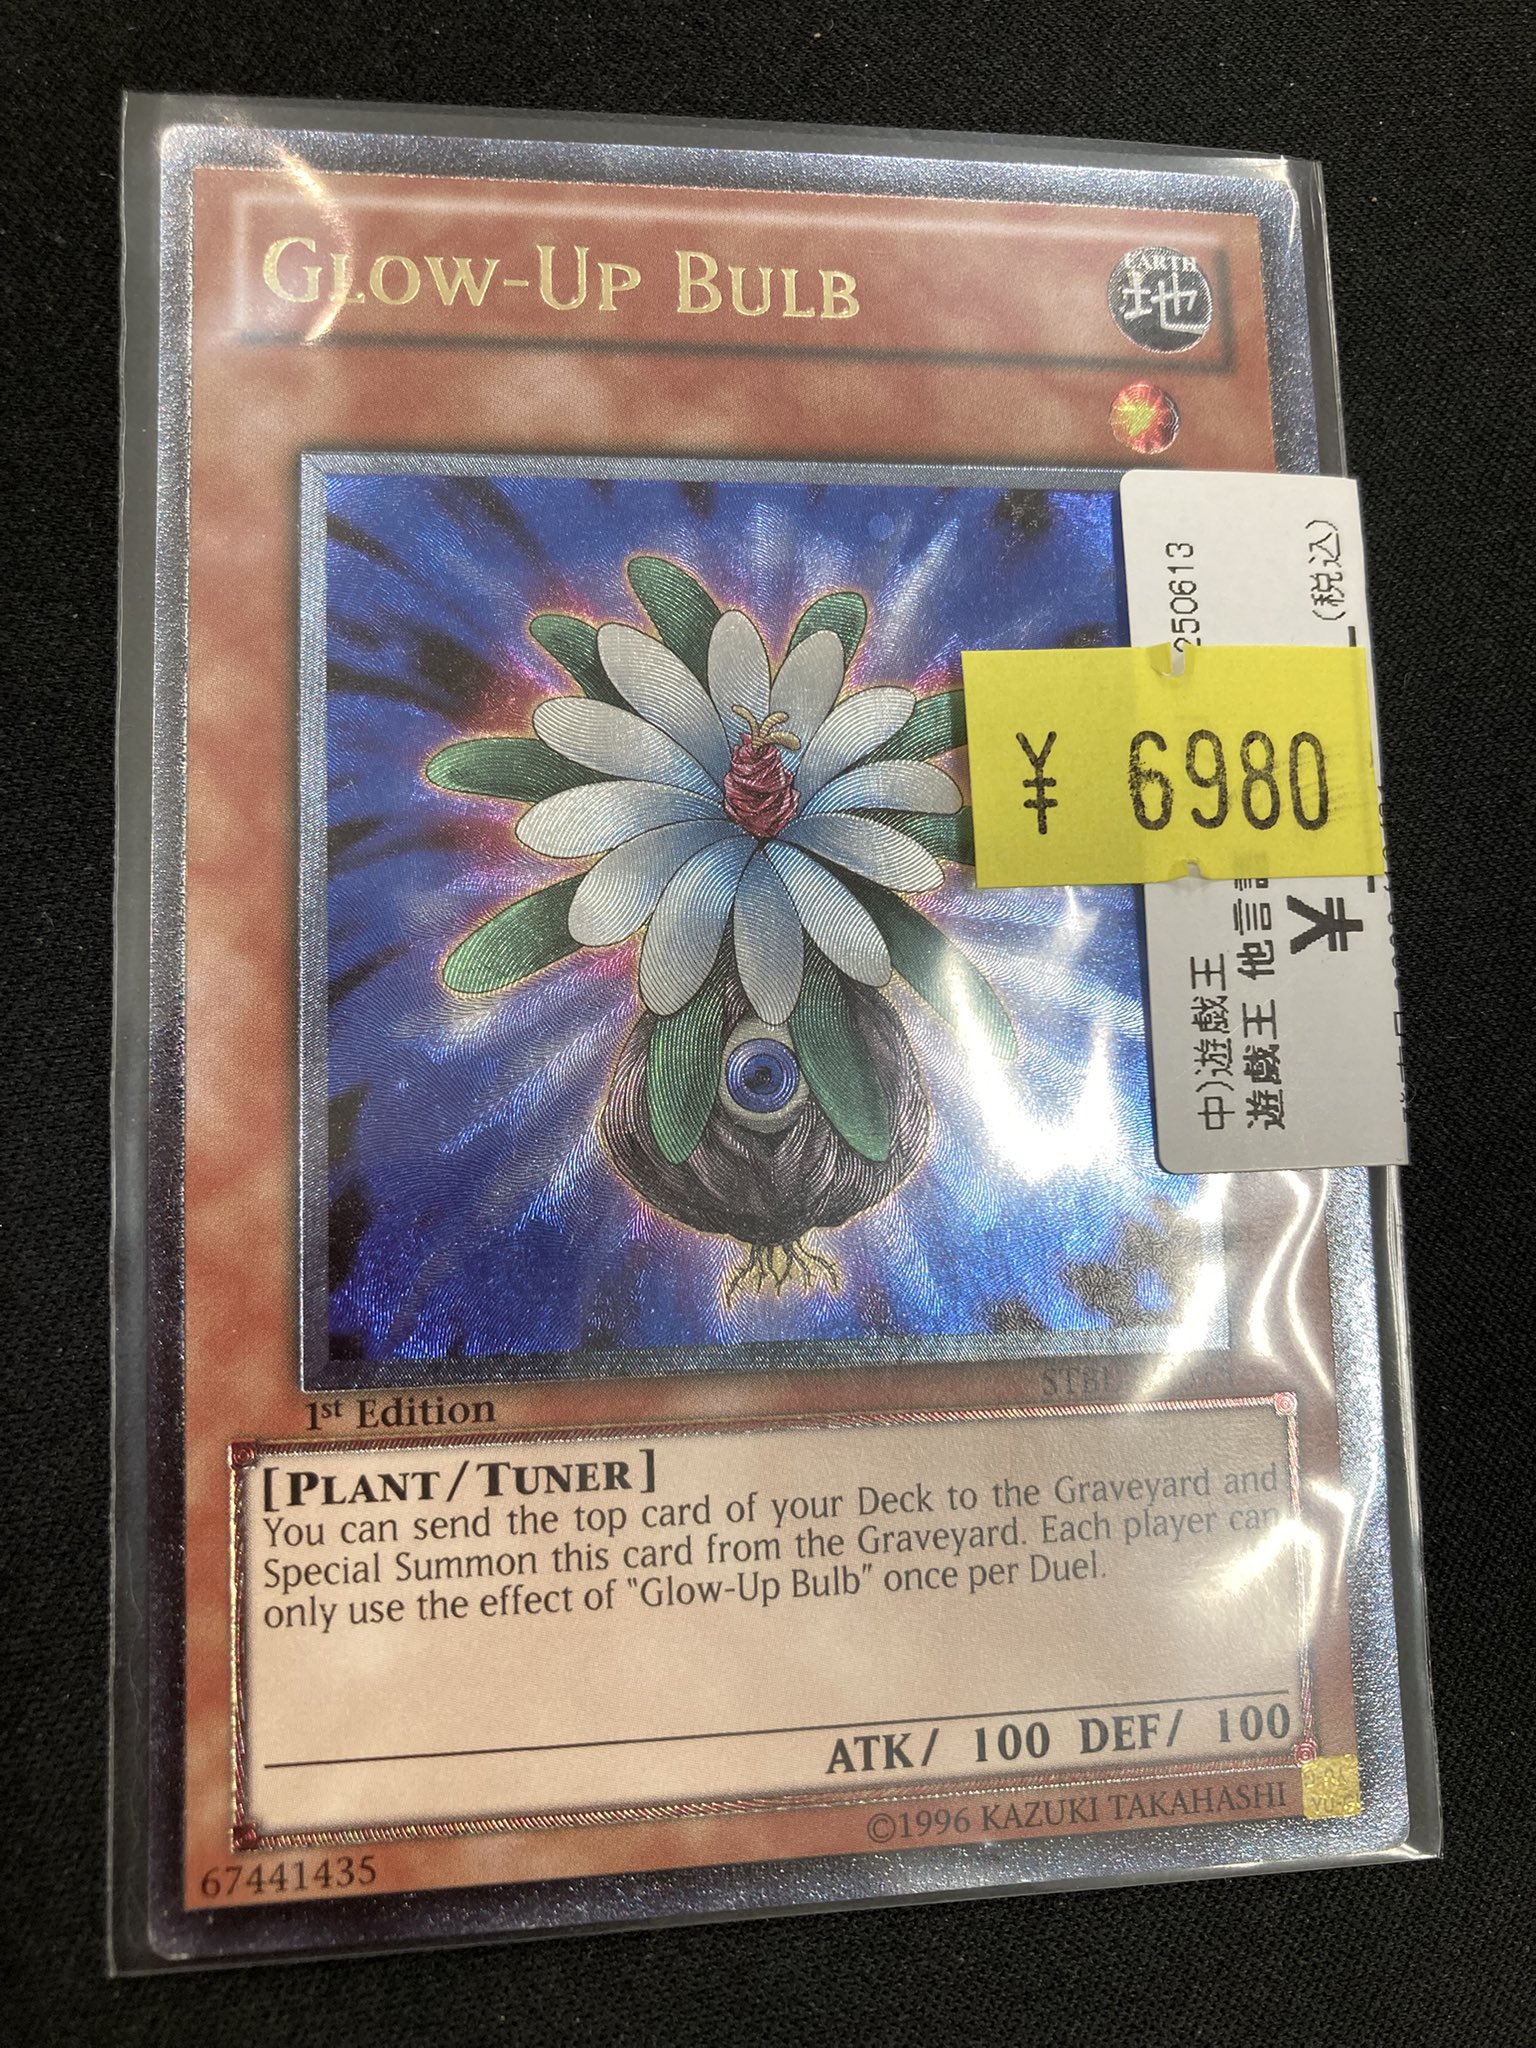 GLOW-UP BULB
EARTH
地
250613
(税込)
¥ 6980
中)遊戯王
遊戯王 他言
¥
1st Edition
[PLANT/TUNER]
You can send the top card of your Deck to the Graveyard and
Special Summon this card from the Graveyard. Each player can
only use the effect of "Glow-Up Bulb" once per Duel.
ATK/ 100 DEF/ 100
67441435
©1996 KAZUKI TAKAHASHI